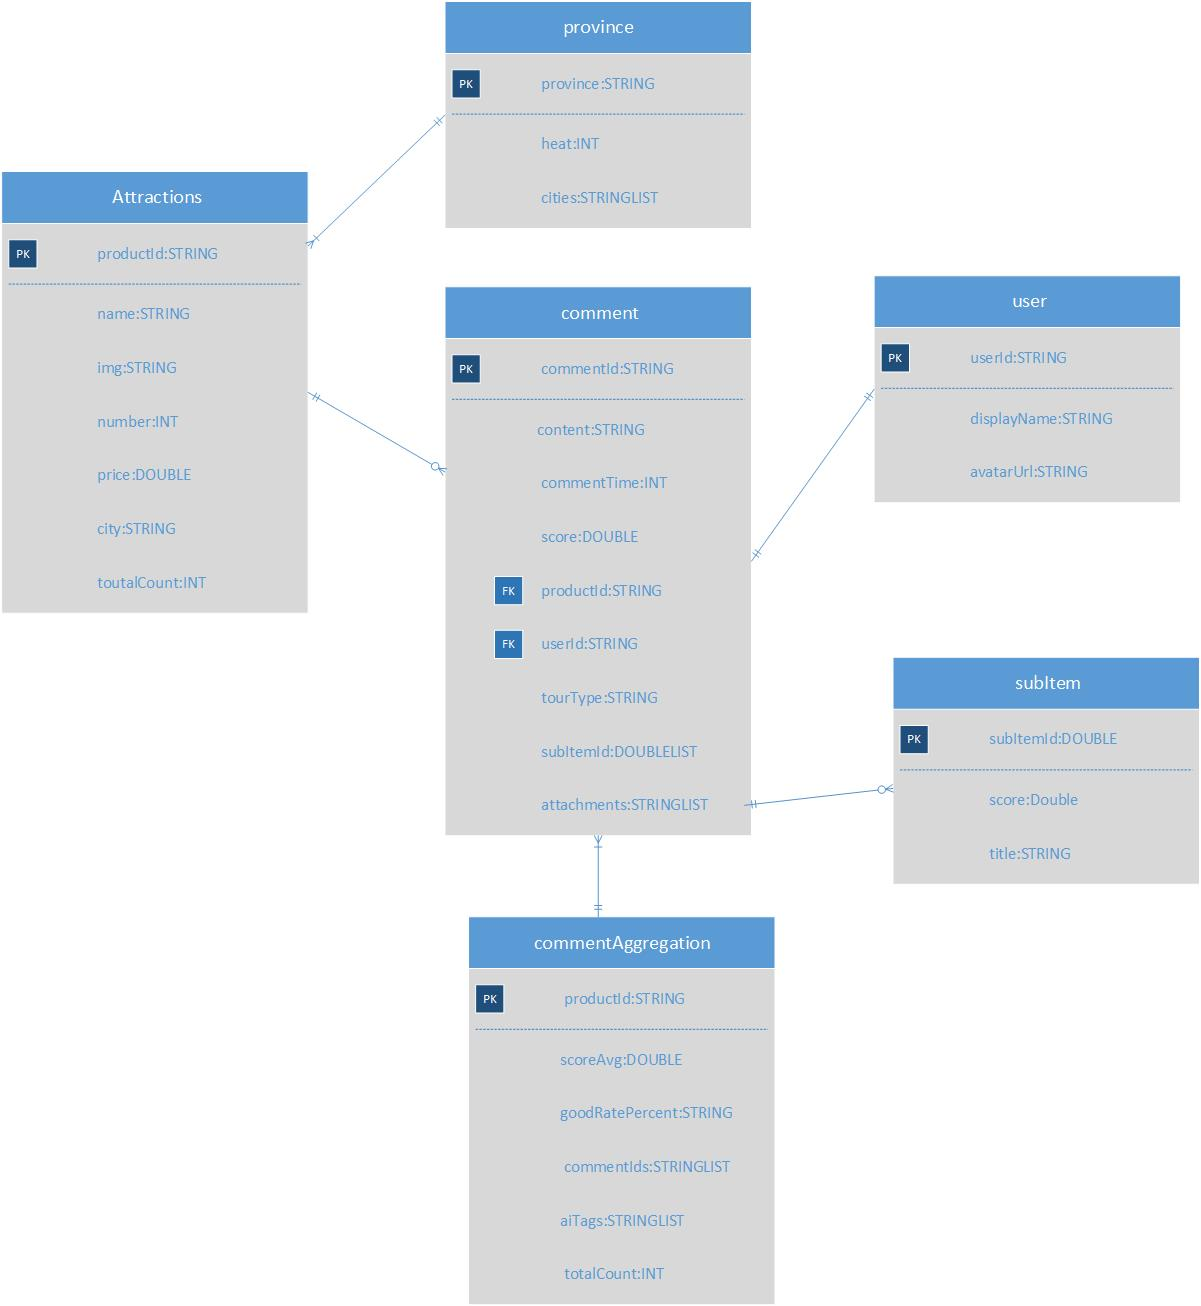 province
PK province:STRING
heat:INT
cities:STRINGLIST
Attractions
PK productId:STRING
name:STRING
img:STRING
number:INT
price:DOUBLE
city:STRING
toutalCount:INT
comment
PK commentId:STRING
content:STRING
commentTime:INT
score:DOUBLE
FK productId:STRING
FK userId:STRING
tourType:STRING
subItemId:DOUBLELIST
attachments:STRINGLIST
user
PK userId:STRING
displayName:STRING
avatarUrl:STRING
subItem
PK subItemId:DOUBLE
score:Double
title:STRING
commentAggregation
PK productId:STRING
scoreAvg:DOUBLE
goodRatePercent:STRING
commentIds:STRINGLIST
aiTags:STRINGLIST
totalCount:INT